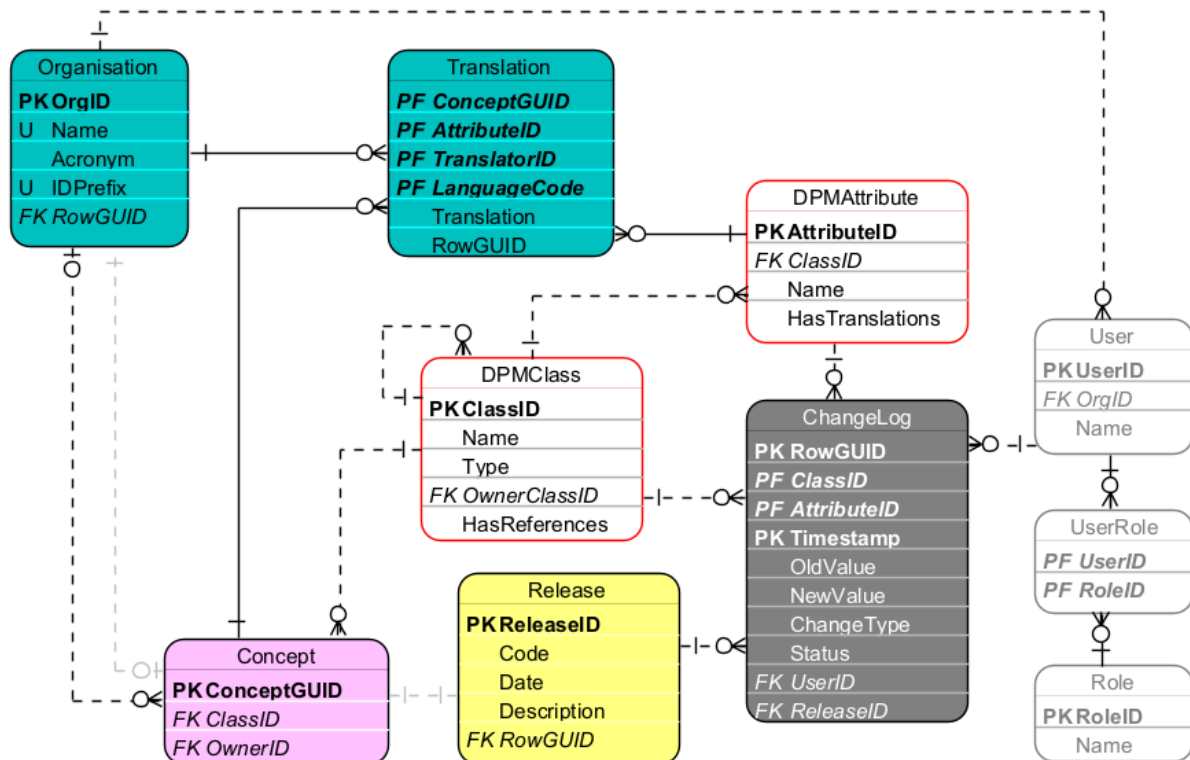 Organisation
PK OrgID
U Name
Acronym
U IDPrefix
FK RowGUID
Translation
PF ConceptGUID
PF AttributeID
PF TranslatorID
PF LanguageCode
Translation
RowGUID
DPMAttribute
PK AttributeID
FK ClassID
Name
HasTranslations
User
PK UserID
FK OrgID
Name
DPMClass
PK ClassID
Name
Type
FK OwnerClassID
HasReferences
ChangeLog
PK RowGUID
PF ClassID
PF AttributeID
PK Timestamp
OldValue
NewValue
ChangeType
Status
FK UserID
FK ReleaseID
UserRole
PF UserID
PF RoleID
Release
PK ReleaseID
Code
Date
Description
FK RowGUID
Concept
PK ConceptGUID
FK ClassID
FK OwnerID
Role
PK RoleID
Name